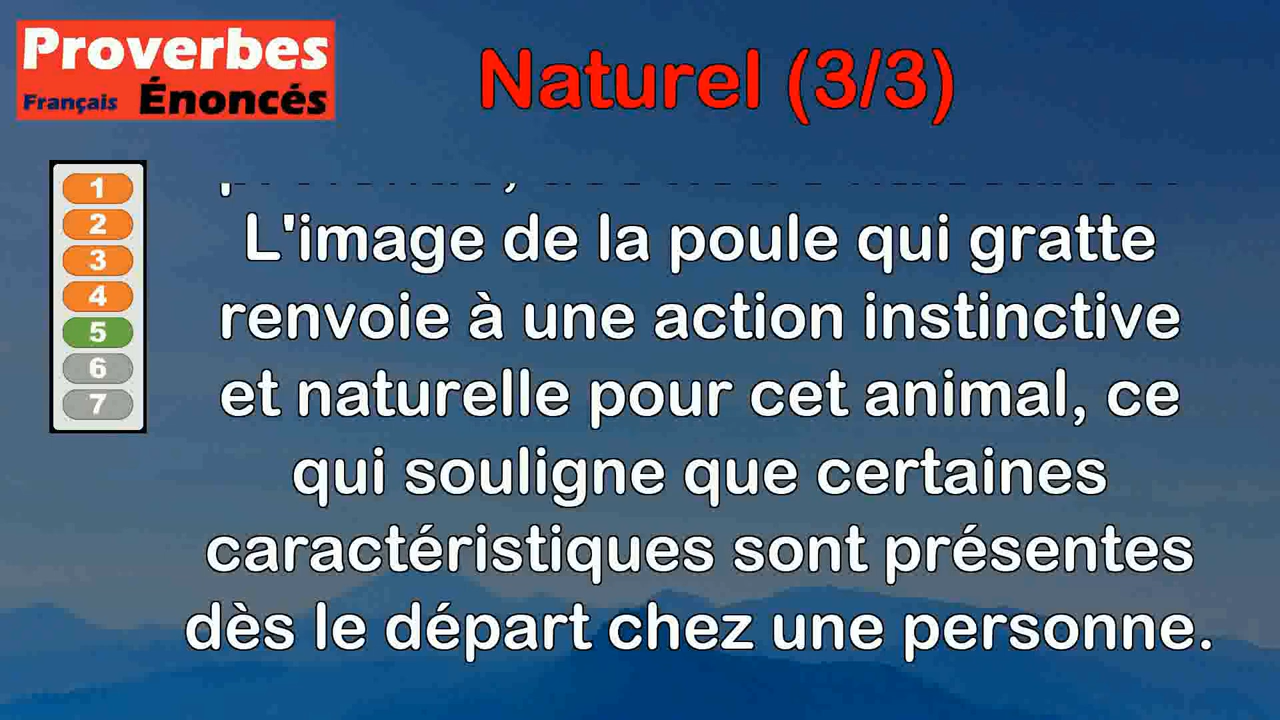 Proverbes
Français Énoncés
Naturel (3/3)
1
2
3
4
5
6
7
L'image de la poule qui gratte
renvoie à une action instinctive
et naturelle pour cet animal, ce
qui souligne que certaines
caractéristiques sont présentes
dès le départ chez une personne.